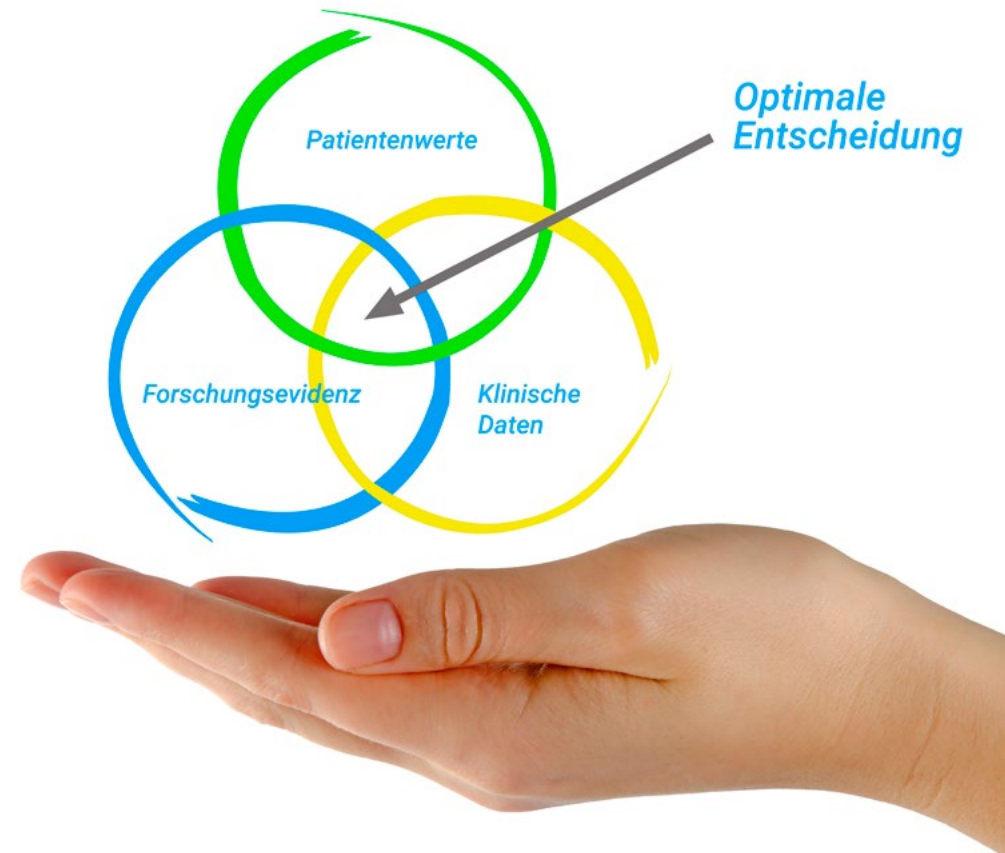 Patientenwerte
Optimale
Entscheidung
Forschungsevidenz
Klinische
Daten